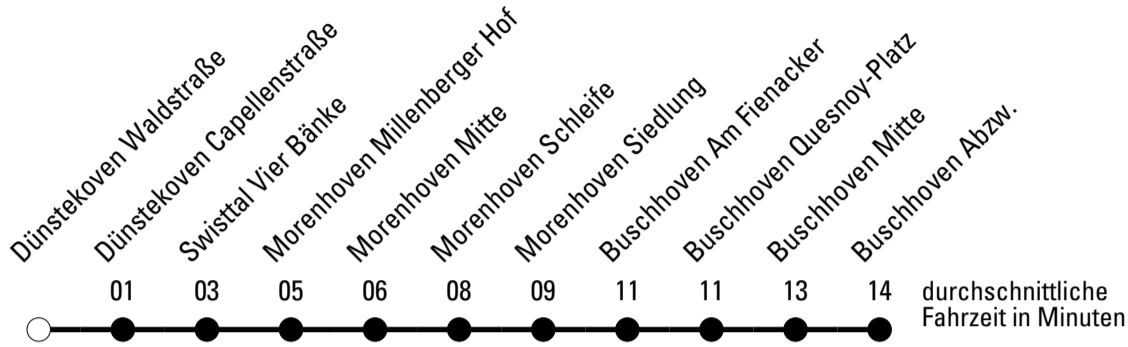 Dünstekoven Waldstraße
Dünstekoven Capellenstraße
Swisttal Vier Bänke
Morenhoven Millenberger Hof
Morenhoven Mitte
Morenhoven Schleife
Morenhoven Siedlung
Buschhoven Am Fienacker
Buschhoven Quesnoy-Platz
Buschhoven Mitte
Buschhoven Abzw.
01 03 05 06 08 09 11 11 13 14
durchschnittliche
Fahrzeit in Minuten